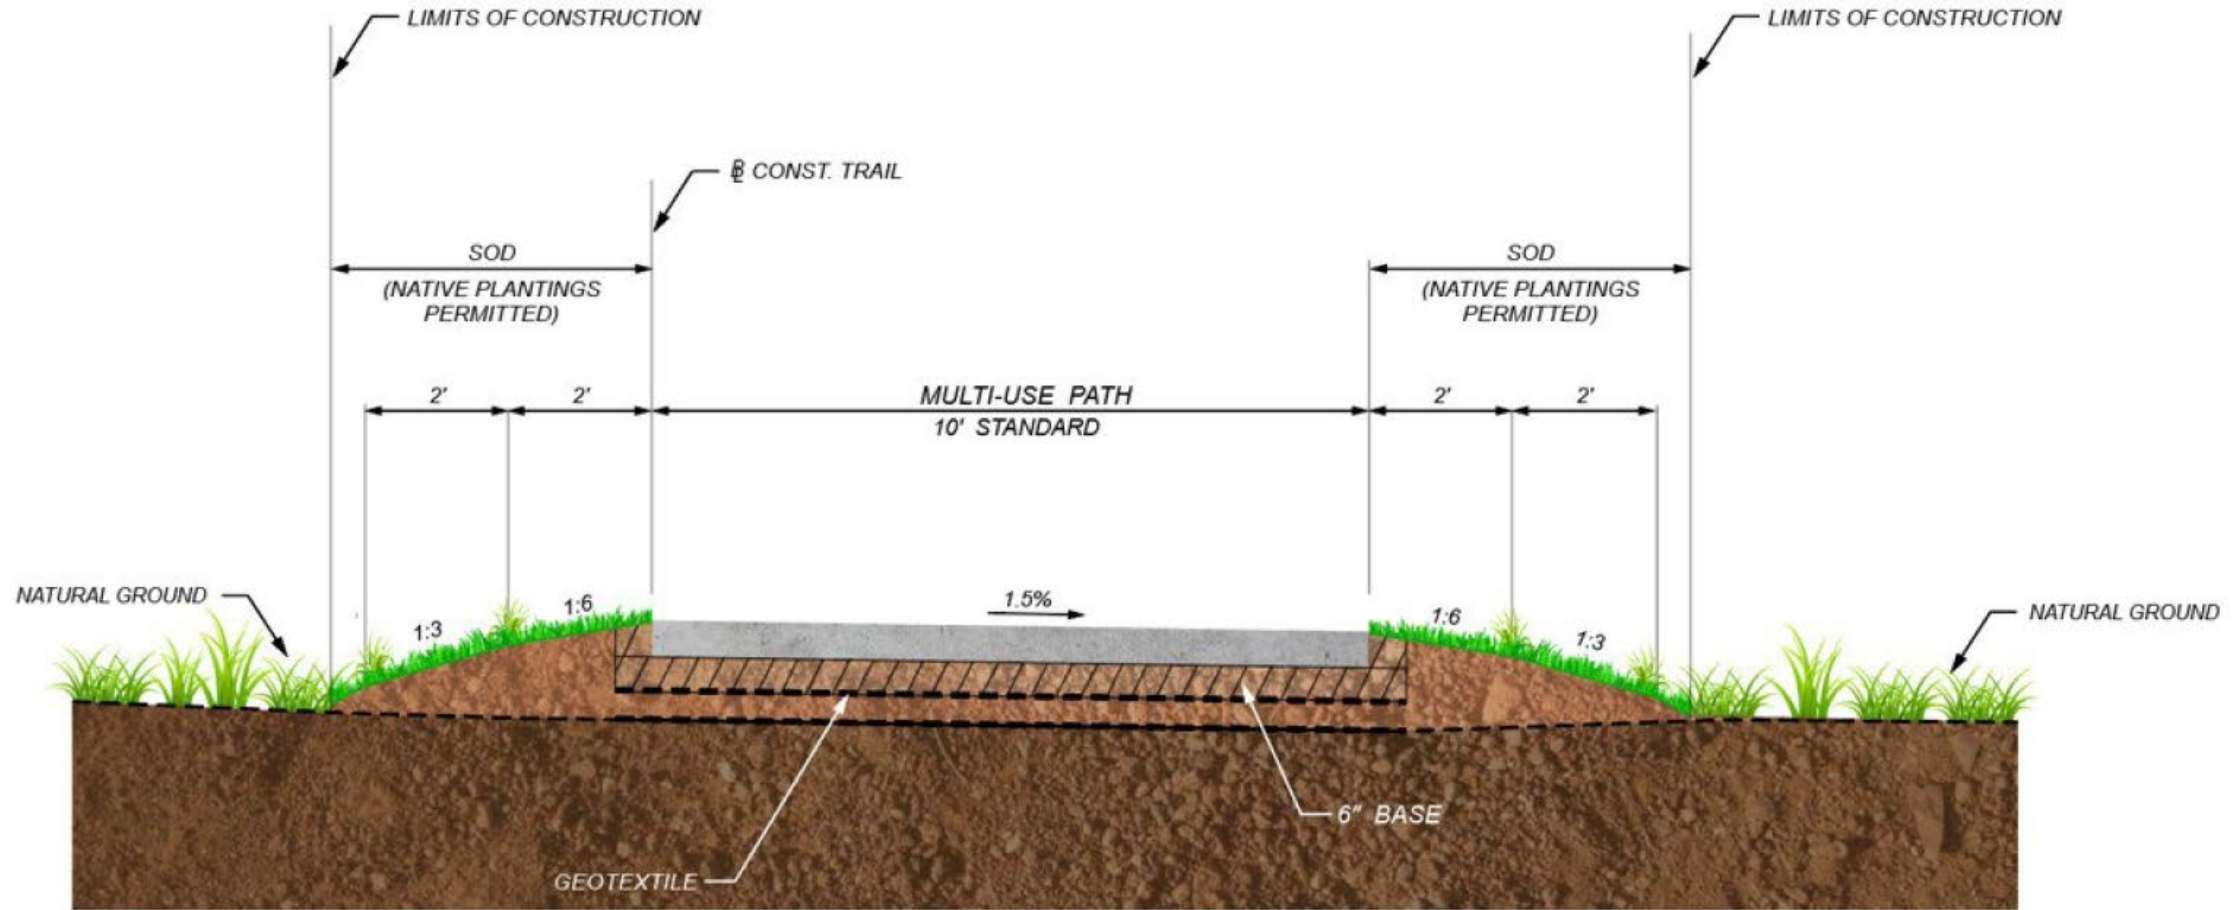 LIMITS OF CONSTRUCTION
LIMITS OF CONSTRUCTION
℄ CONST. TRAIL
SOD
(NATIVE PLANTINGS
PERMITTED)
SOD
(NATIVE PLANTINGS
PERMITTED)
2'
2'
MULTI-USE PATH
10' STANDARD
2'
2'
NATURAL GROUND
1:3
1:6
1.5%
1:6
1:3
NATURAL GROUND
6" BASE
GEOTEXTILE